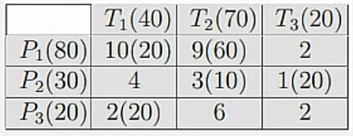 T₁(40) T₂(70) T₃(20)
P₁(80) 10(20) 9(60) 2
P₂(30) 4 3(10) 1(20)
P₃(20) 2(20) 6 2